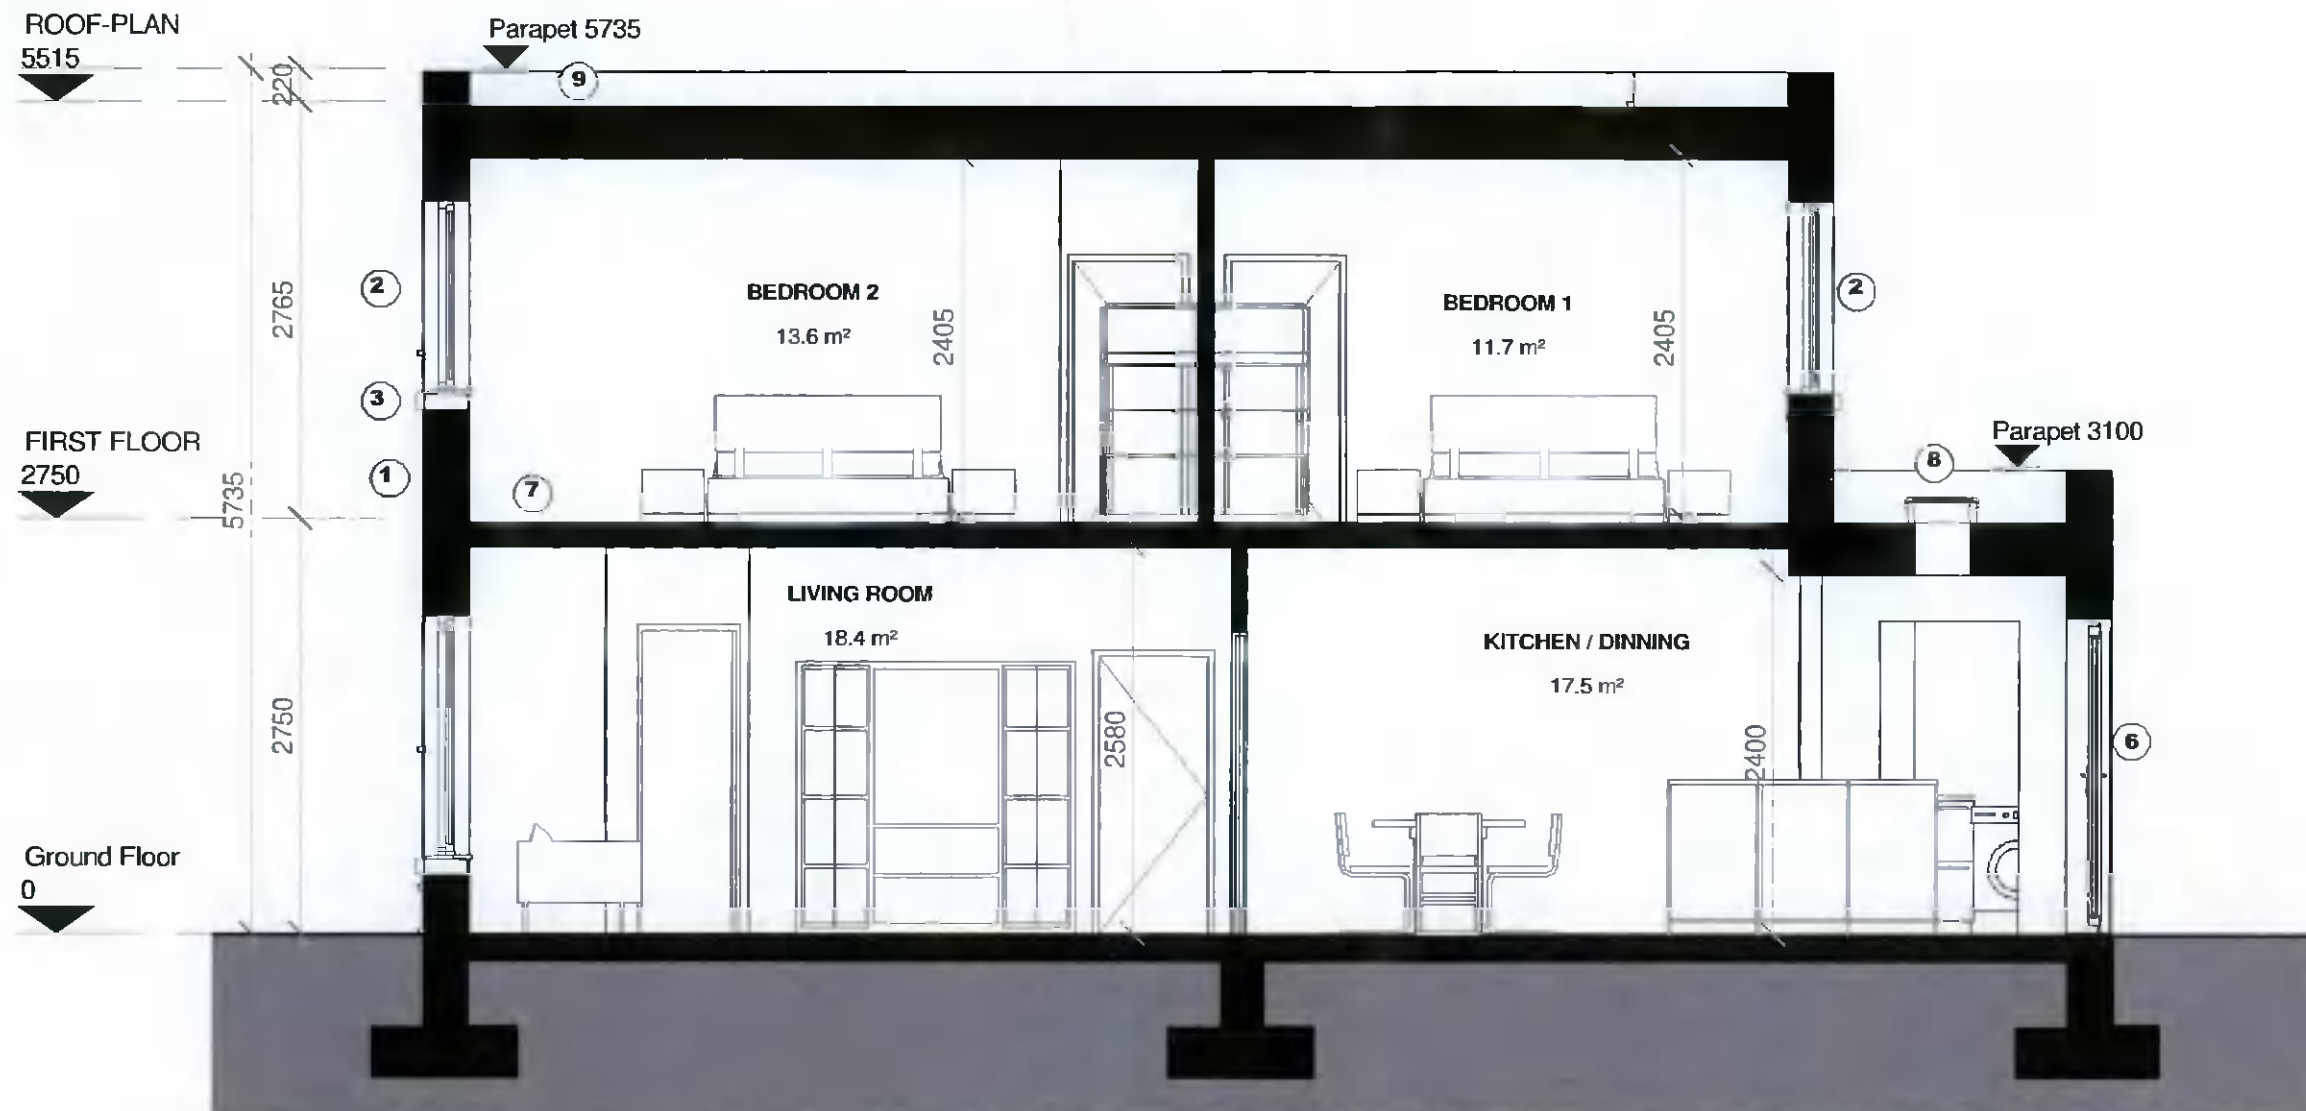 ROOF-PLAN
5515
Parapet 5735
9
220
2
BEDROOM 2
13.6 m²
2405
BEDROOM 1
11.7 m²
2405
2
2765
3
FIRST FLOOR
2750
1
7
5735
Parapet 3100
8
LIVING ROOM
18.4 m²
KITCHEN / DINNING
17.5 m²
2750
2580
2400
6
Ground Floor
0